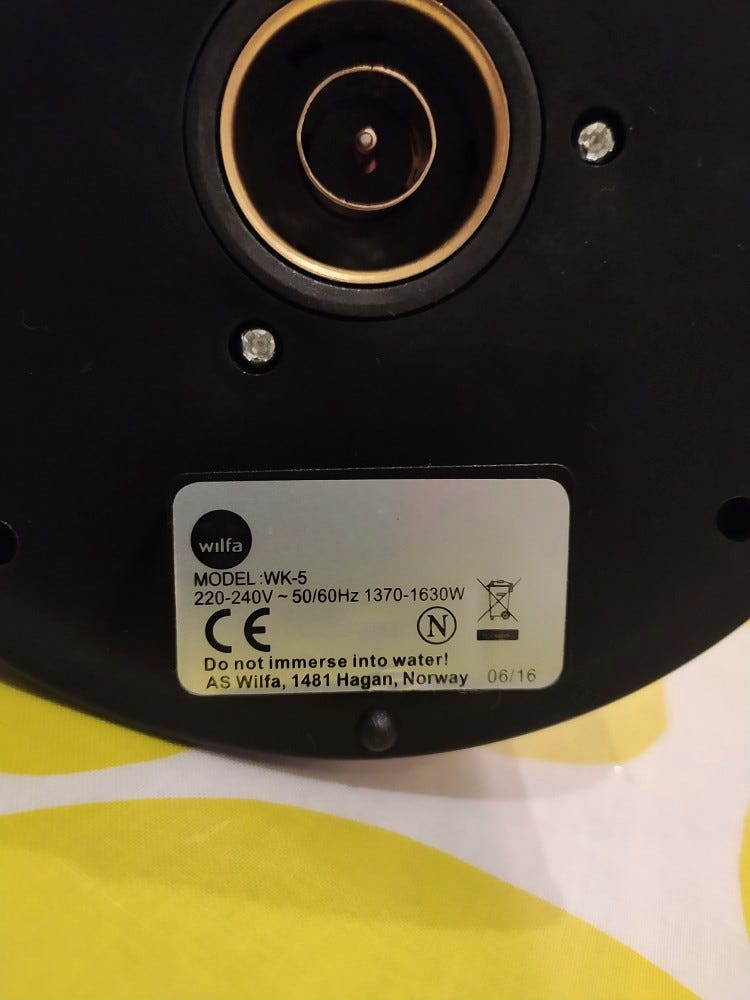 wilfa
MODEL :WK-5
220-240V ~ 50/60Hz 1370-1630W
CE
N
Do not immerse into water!
AS Wilfa, 1481 Hagan, Norway 06/16